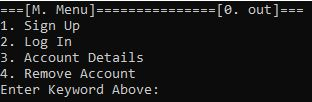 ===[M. Menu]===============[0. out]===
1. Sign Up
2. Log In
3. Account Details
4. Remove Account
Enter Keyword Above: